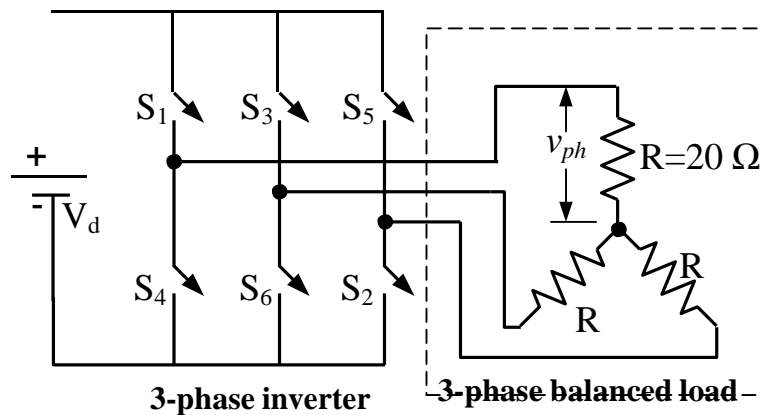 S1
S3
S5
vph
R=20 Ω
+
-
Vd
S4
S6
S2
R
R
3-phase inverter
3-phase balanced load